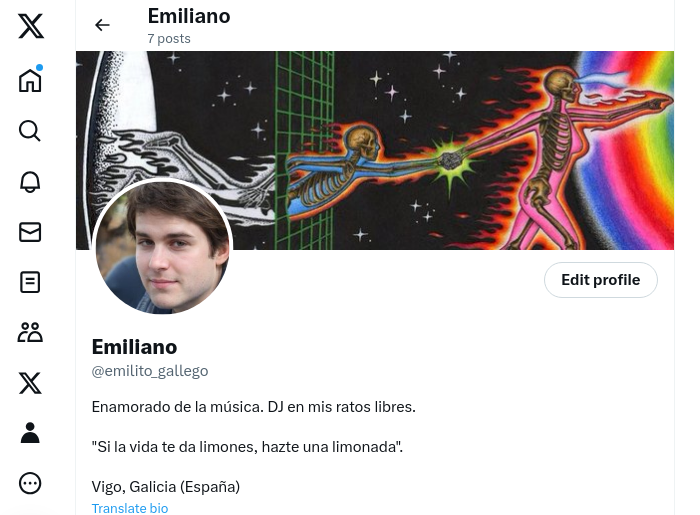 Emiliano
7 posts
Edit profile
Emiliano
@emilito_gallego
Enamorado de la música. DJ en mis ratos libres.
"Si la vida te da limones, hazte una limonada".
Vigo, Galicia (España)
Translate bio